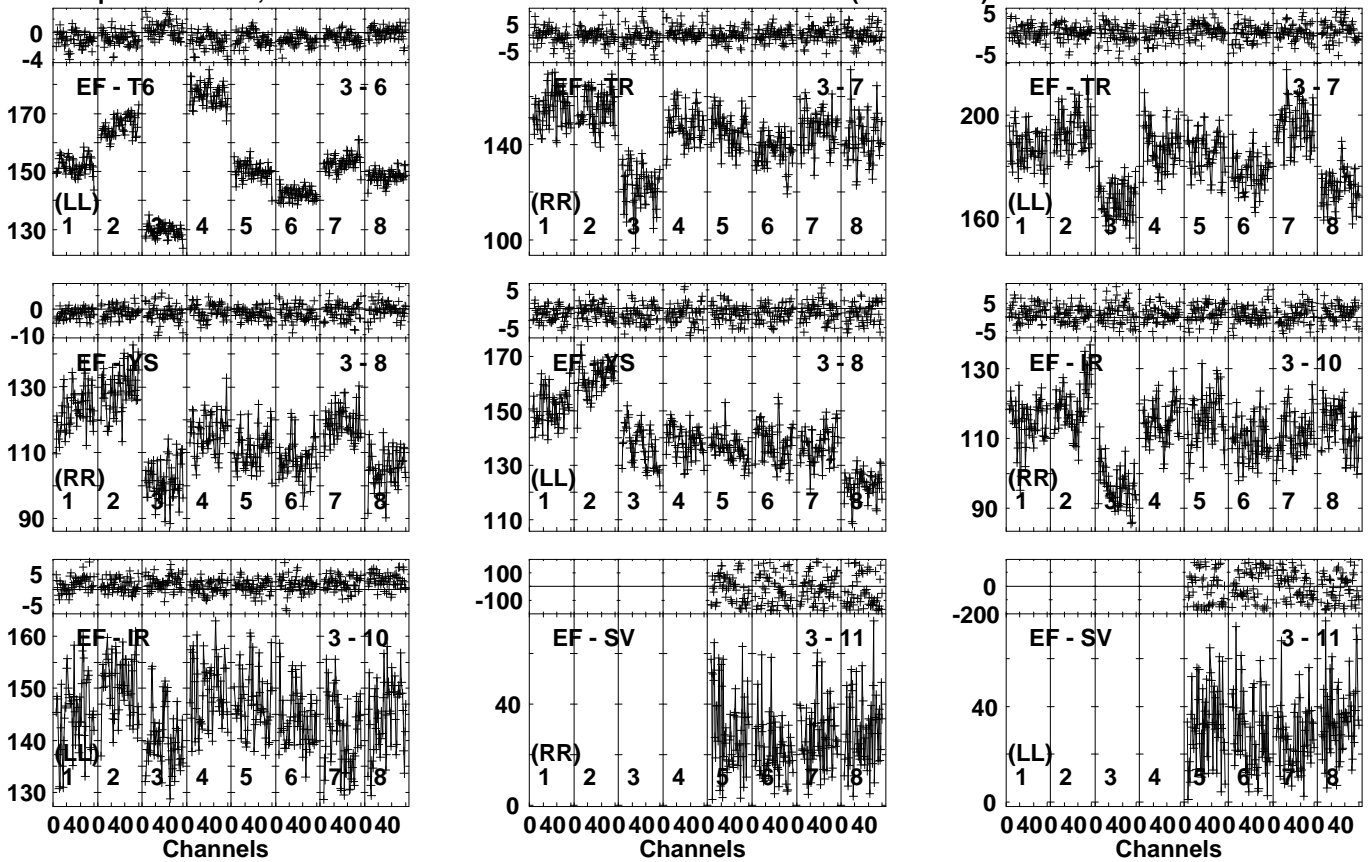 0
-4
EF - T6 3 - 6
170
150
(LL)
130
1 2 3 4 5 6 7 8
5
-5
EF - TR 3 - 7
140
(RR)
100
1 2 3 4 5 6 7 8
5
-5
EF - TR 3 - 7
200
(LL)
160
1 2 3 4 5 6 7 8
0
-10
EF - YS 3 - 8
130
110
(RR)
90
1 2 3 4 5 6 7 8
5
-5
EF - YS 3 - 8
170
150
130
(LL)
110
1 2 3 4 5 6 7 8
5
-5
EF - IR 3 - 10
130
110
(RR)
90
1 2 3 4 5 6 7 8
5
-5
EF - IR 3 - 10
160
150
140
(LL)
130
1 2 3 4 5 6 7 8
0 40 0 40 0 40 0 40 0 40 0 40 0 40 0 40
Channels
100
-100
EF - SV 3 - 11
40
(RR)
0
1 2 3 4 5 6 7 8
0 40 0 40 0 40 0 40 0 40 0 40 0 40 0 40
Channels
0
-200
EF - SV 3 - 11
40
(LL)
0
1 2 3 4 5 6 7 8
0 40 0 40 0 40 0 40 0 40 0 40 0 40 0 40
Channels